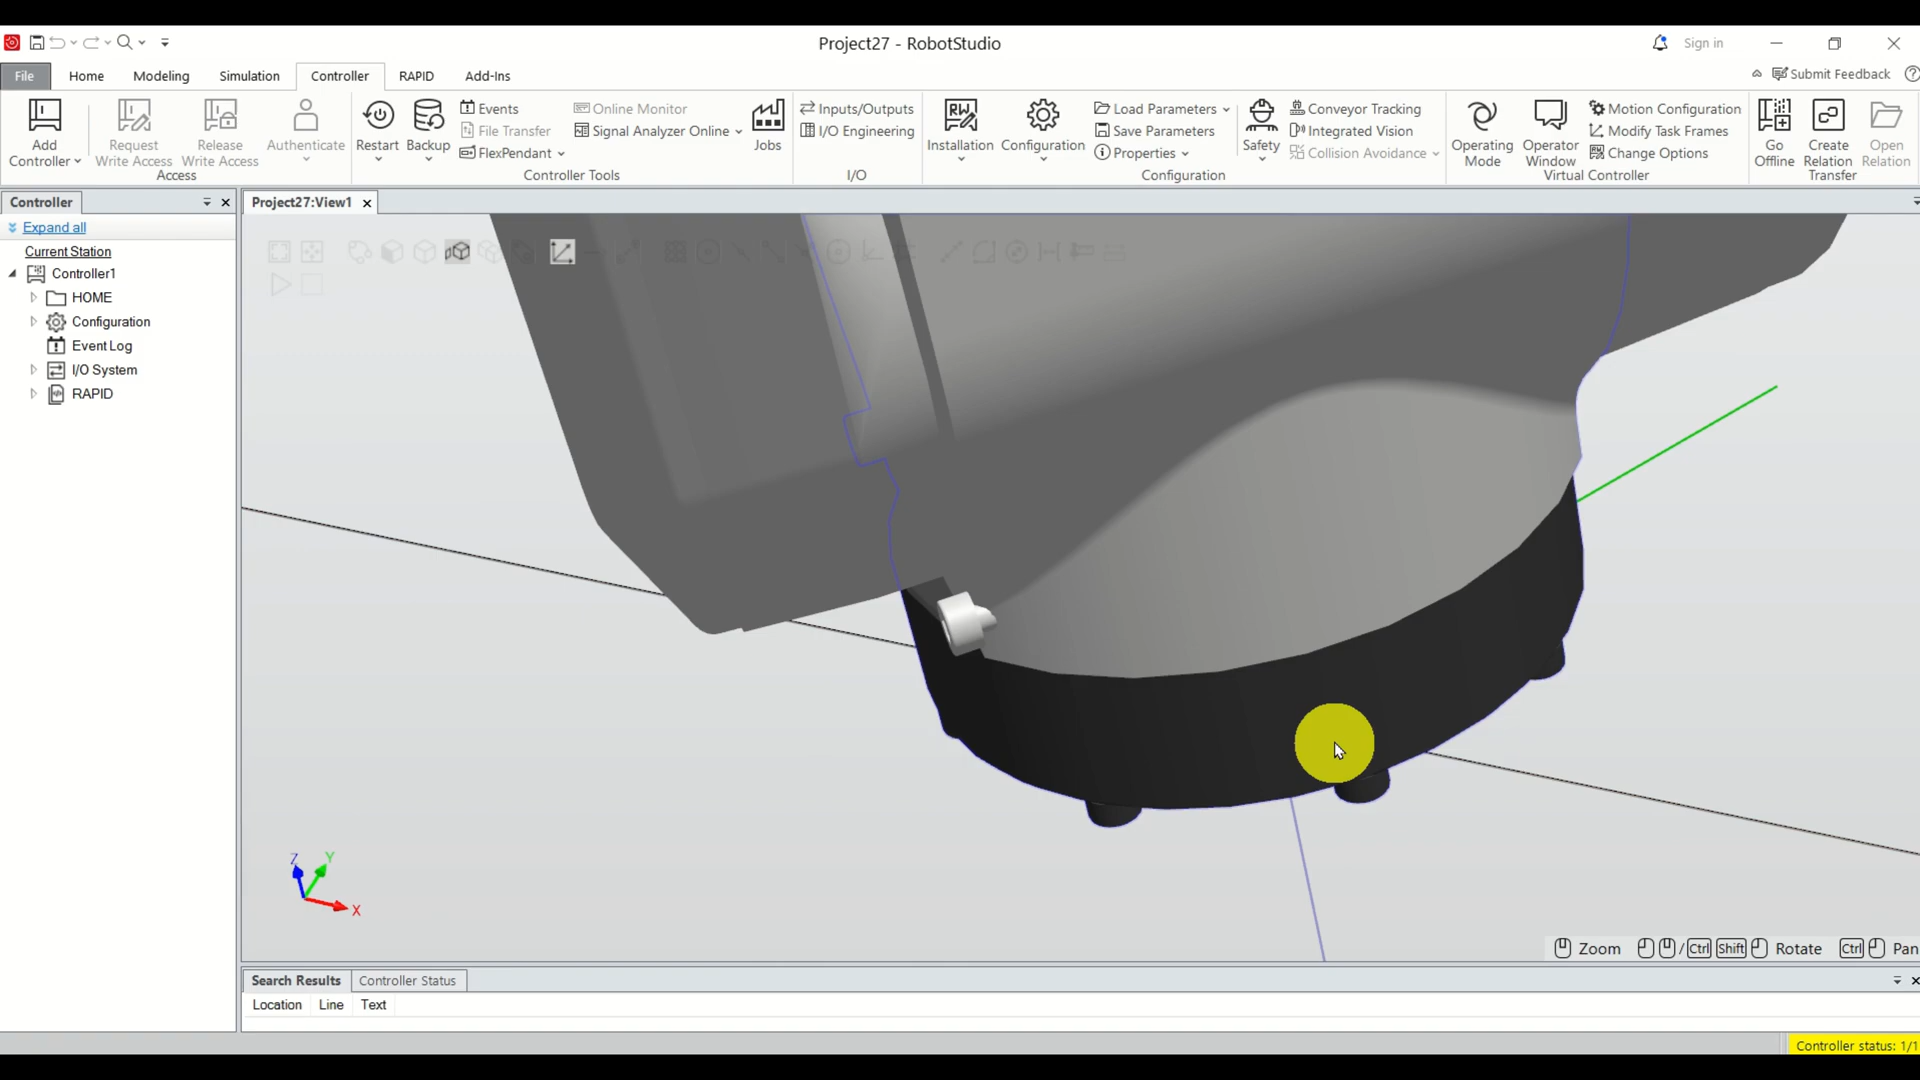 Project27 - RobotStudio
Sign in
File Home Modeling Simulation Controller RAPID Add-Ins
Submit Feedback
Add Controller
Request Write Access
Release Write Access
Authenticate
Access
Restart
Backup
Events
File Transfer
FlexPendant
Online Monitor
Signal Analyzer Online
Jobs
Controller Tools
Inputs/Outputs
I/O Engineering
I/O
Installation
Configuration
Load Parameters
Save Parameters
Properties
Safety
Conveyor Tracking
Integrated Vision
Collision Avoidance
Configuration
Operating Mode
Operator Window
Motion Configuration
Modify Task Frames
Change Options
Virtual Controller
Go Offline
Create Relation
Open Relation
Transfer
Controller
Project27:View1
Expand all
Current Station
Controller1
HOME
Configuration
Event Log
I/O System
RAPID
Z Y X
Zoom / Ctrl Shift Rotate Ctrl Pan
Search Results Controller Status
Location Line Text
Controller status: 1/1